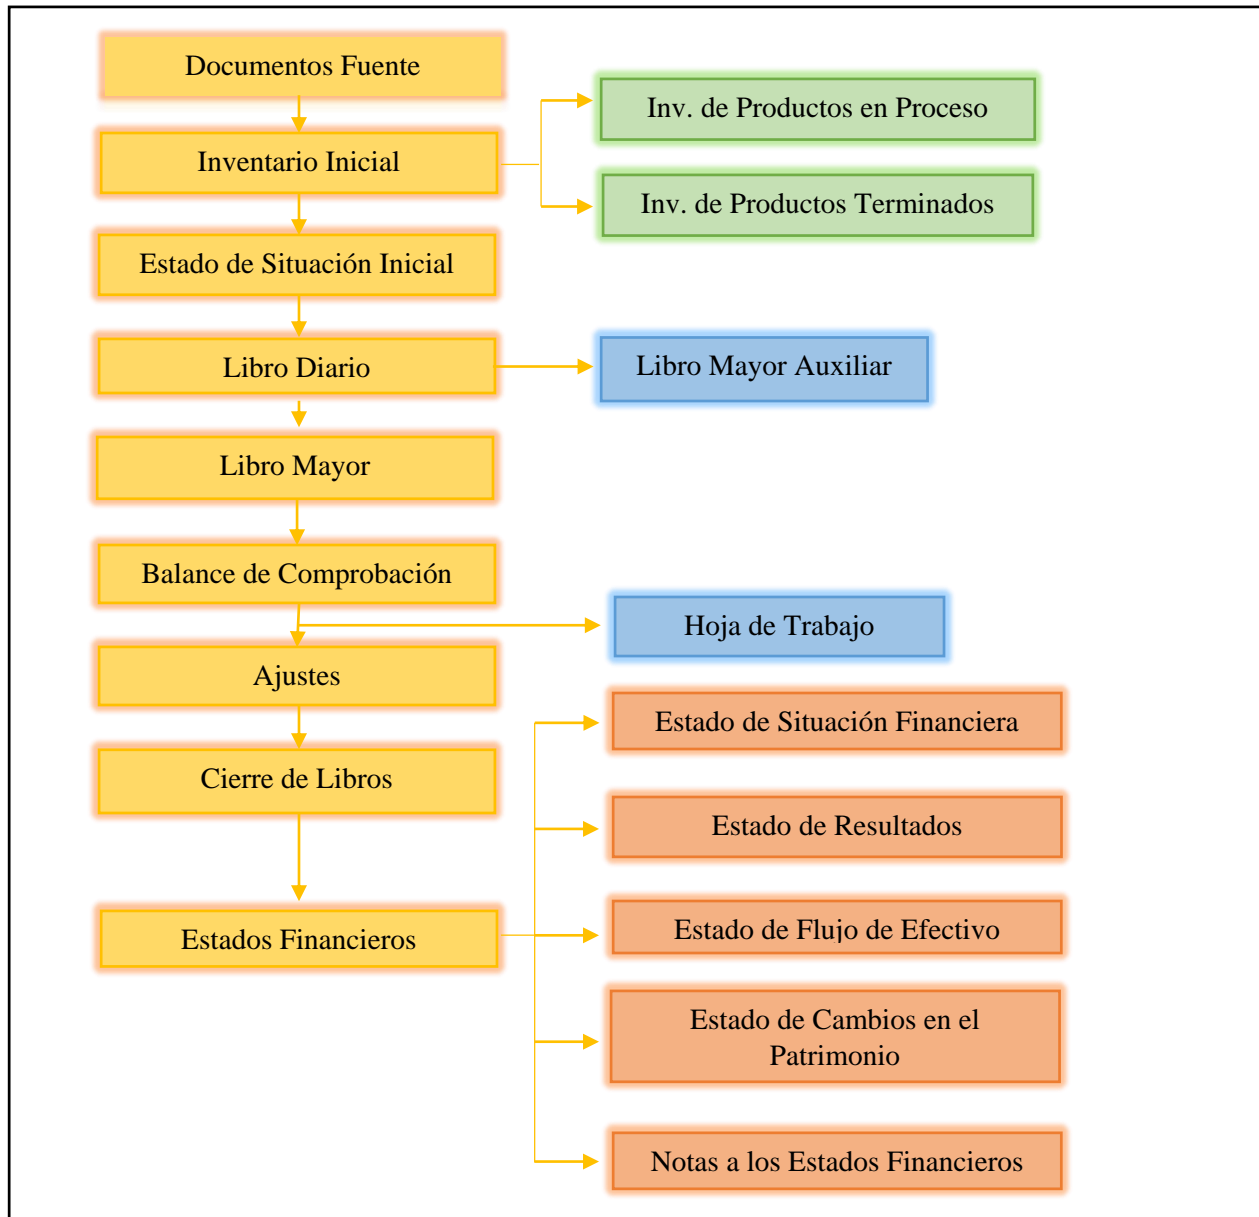 Documentos Fuente
Inv. de Productos en Proceso
Inventario Inicial
Inv. de Productos Terminados
Estado de Situación Inicial
Libro Diario
Libro Mayor Auxiliar
Libro Mayor
Balance de Comprobación
Hoja de Trabajo
Ajustes
Estado de Situación Financiera
Cierre de Libros
Estado de Resultados
Estados Financieros
Estado de Flujo de Efectivo
Estado de Cambios en el
Patrimonio
Notas a los Estados Financieros